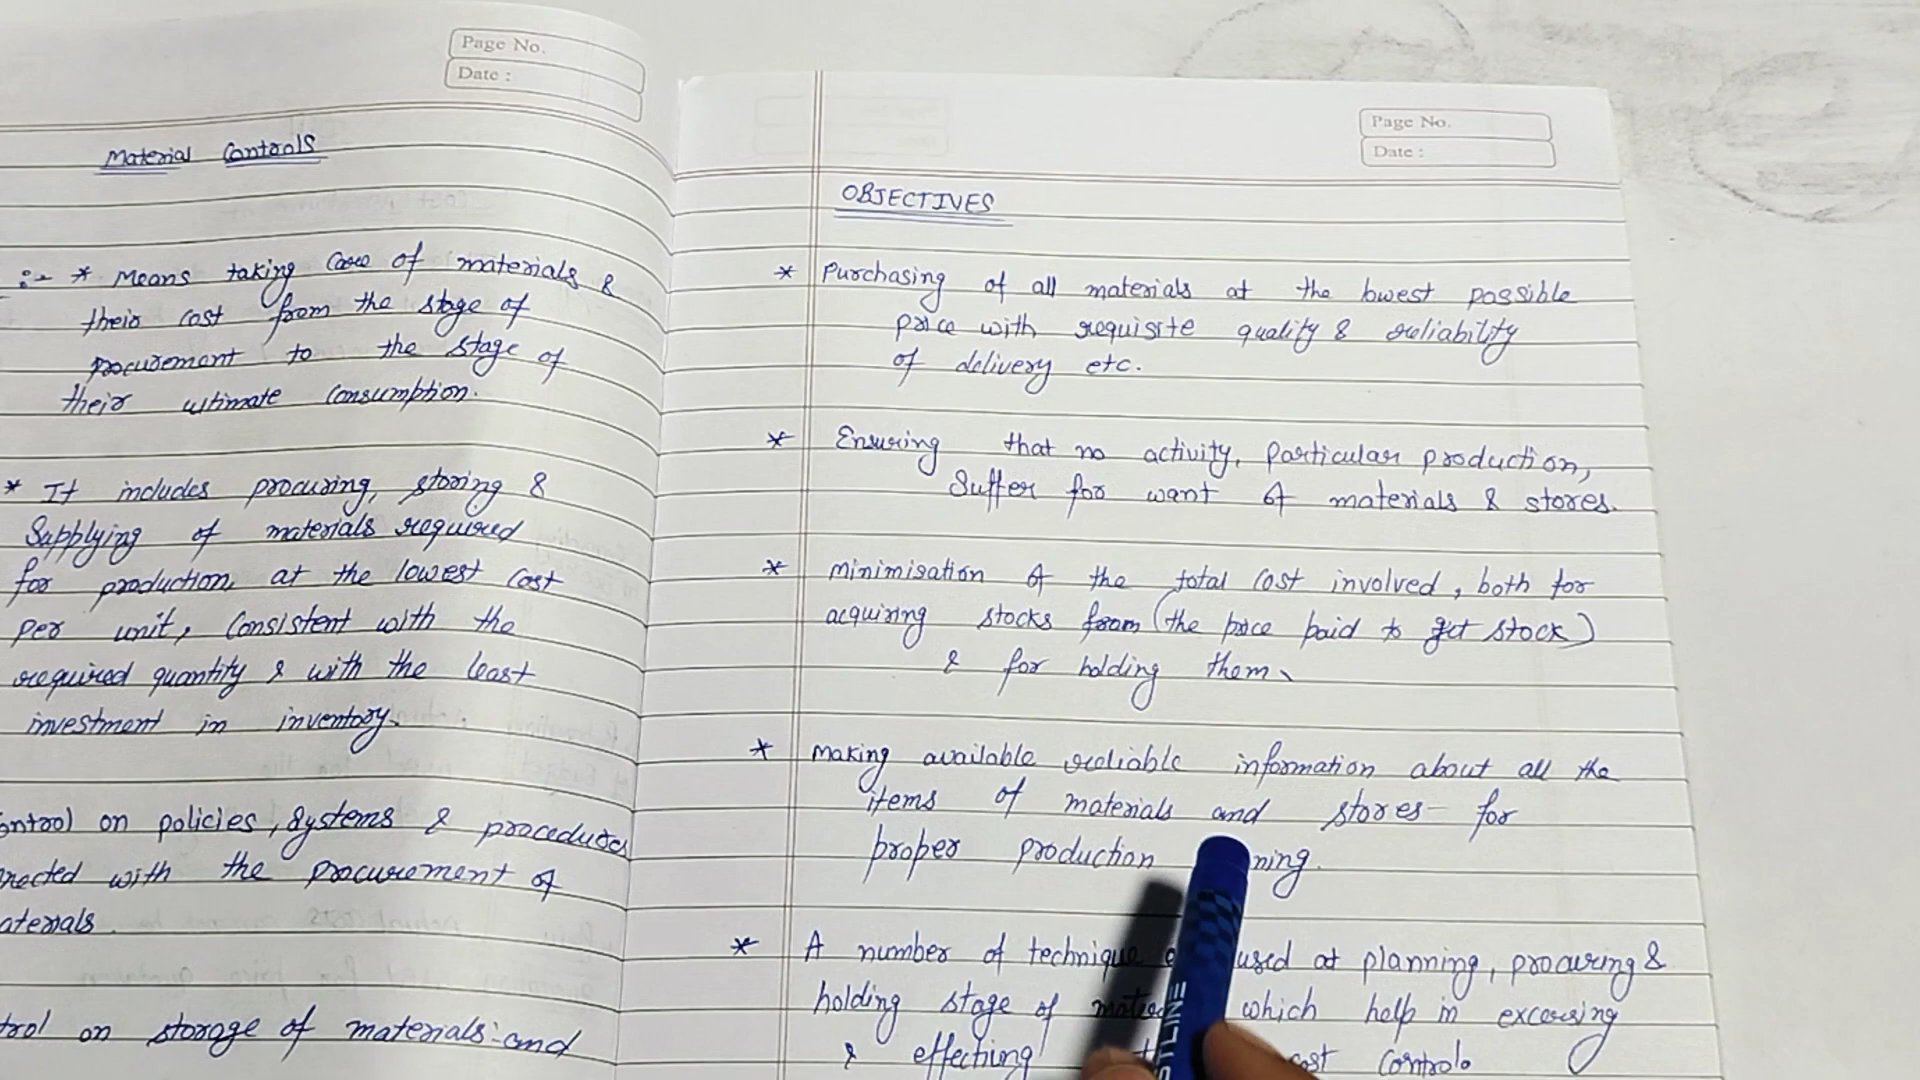 Page No.
Date :
Material Controls
:- * Means taking care of materials &
their cost from the stage of
procurement to the stage of
their ultimate consumption.
* It includes procuring, storing &
Supplying of materials required
for production, at the lowest cost
per unit, consistent with the
required quantity & with the least
investment in inventory.
ontrol on policies, systems & procedures
nected with the procurement of
aterials.
trol on storage of materials and
Page No.
Date :
OBJECTIVES
* Purchasing of all materials at the lowest possible
price with requisite quality & reliability
of delivery etc.
* Ensuring that no activity, particular production,
Suffer for want of materials & stores.
* minimisation of the total cost involved, both for
acquiring stocks from (the price paid to get stock)
& for holding them.
* making available reliable information about all the
items of materials and stores- for
proper production ning.
* A number of technique used at planning, procuring &
holding stage of which help in
& cost control.